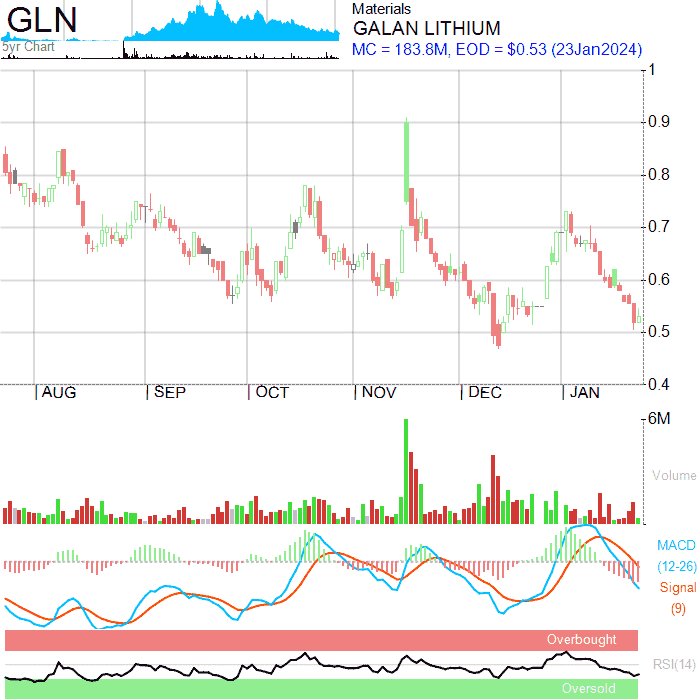 GLN
5yr Chart
Materials
GALAN LITHIUM
MC = 183.8M, EOD = $0.53 (23Jan2024)
1
0.9
0.8
0.7
0.6
0.5
0.4
AUG SEP OCT NOV DEC JAN
6M
Volume
MACD
(12-26)
Signal
(9)
Overbought
RSI(14)
Oversold